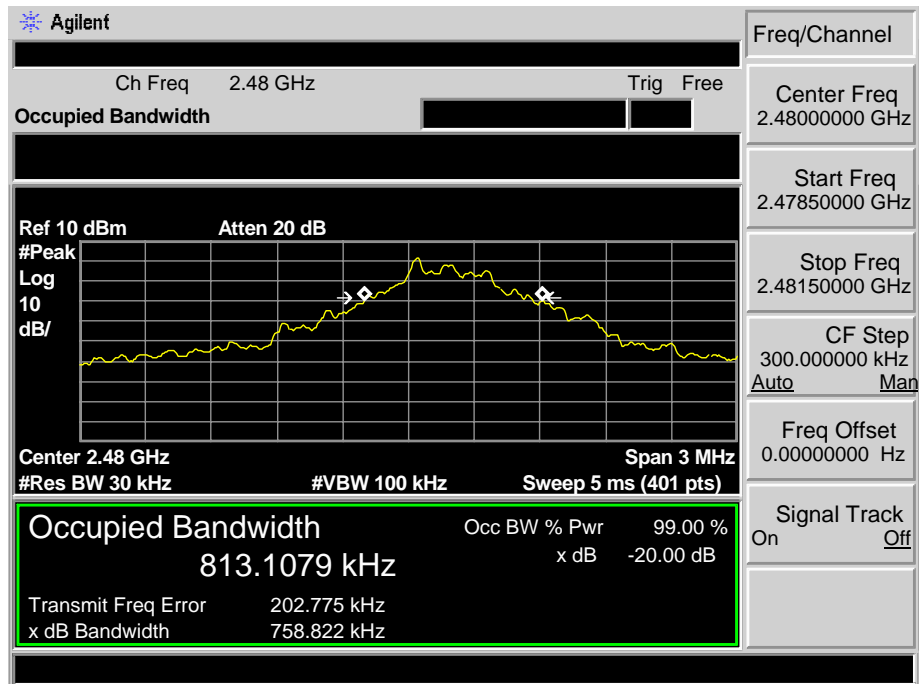 Agilent
Freq/Channel
Ch Freq 2.48 GHz Trig Free
Occupied Bandwidth
Center Freq
2.48000000 GHz
Start Freq
2.47850000 GHz
Ref 10 dBm Atten 20 dB
#Peak
Log
10
dB/
Stop Freq
2.48150000 GHz
CF Step
300.000000 kHz
Auto Man
Freq Offset
0.00000000 Hz
Center 2.48 GHz Span 3 MHz
#Res BW 30 kHz #VBW 100 kHz Sweep 5 ms (401 pts)
Signal Track
On Off
Occupied Bandwidth
813.1079 kHz
Occ BW % Pwr 99.00 %
x dB -20.00 dB
Transmit Freq Error 202.775 kHz
x dB Bandwidth 758.822 kHz